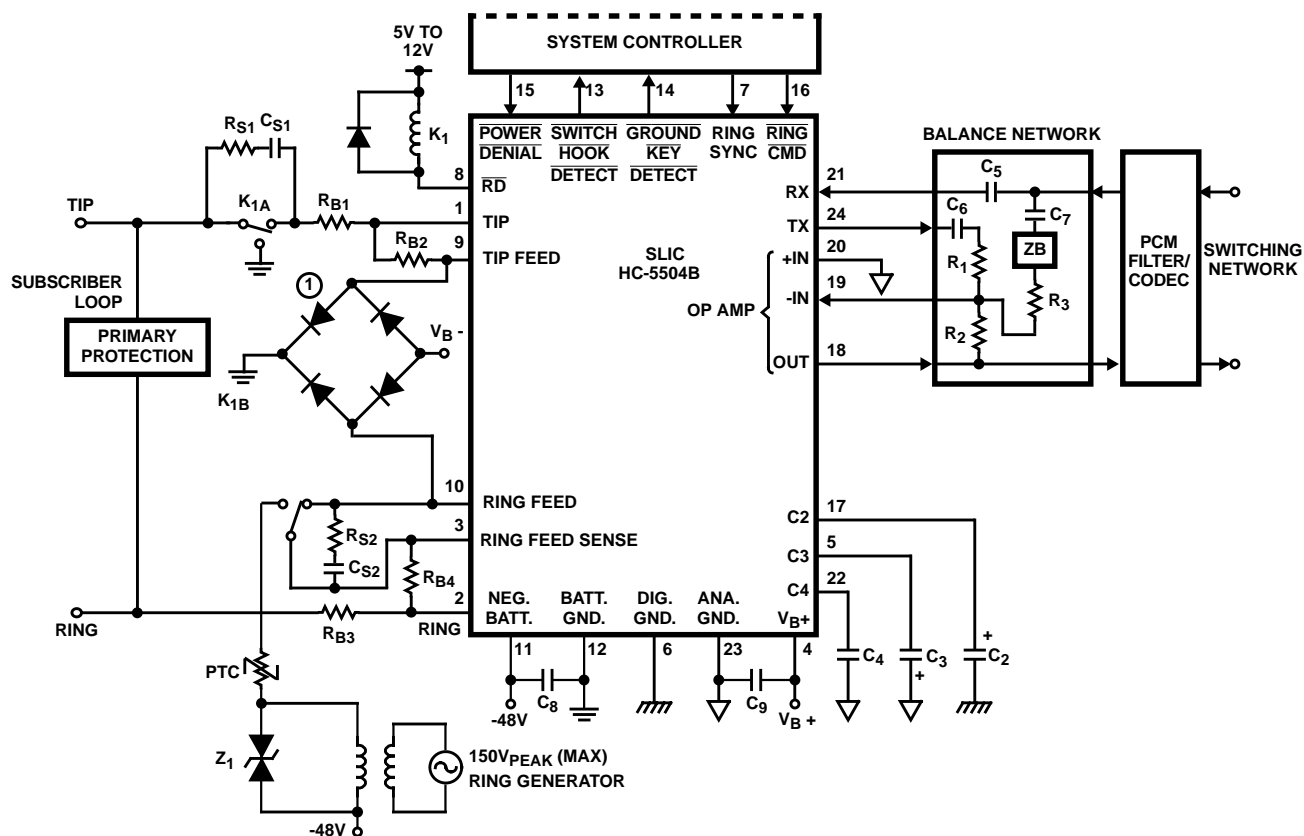 SYSTEM CONTROLLER
5V TO
12V
15
13
14
7
16
RS1
CS1
K1
POWER
DENIAL
SWITCH
HOOK
DETECT
GROUND
KEY
DETECT
RING
SYNC
RING
CMD
BALANCE NETWORK
8
RD
21
RX
C5
TIP
K1A
RB1
1
TIP
24
TX
C6
C7
RB2
9
TIP FEED
SLIC
HC-5504B
20
+IN
R1
ZB
PCM
FILTER/
CODEC
SWITCHING
NETWORK
SUBSCRIBER
LOOP
1
19
-IN
R3
OP AMP
PRIMARY
PROTECTION
VB -
R2
18
OUT
K1B
10
RING FEED
17
C2
3
RING FEED SENSE
RS2
5
C3
CS2
RB4
22
C4
2
RING
RB3
RING
NEG.
BATT.
BATT.
GND.
DIG.
GND.
ANA.
GND.
VB+
11
12
6
23
4
C8
C9
C4
C3
+
+
C2
PTC
-48V
VB +
Z1
150VPEAK (MAX)
RING GENERATOR
-48V